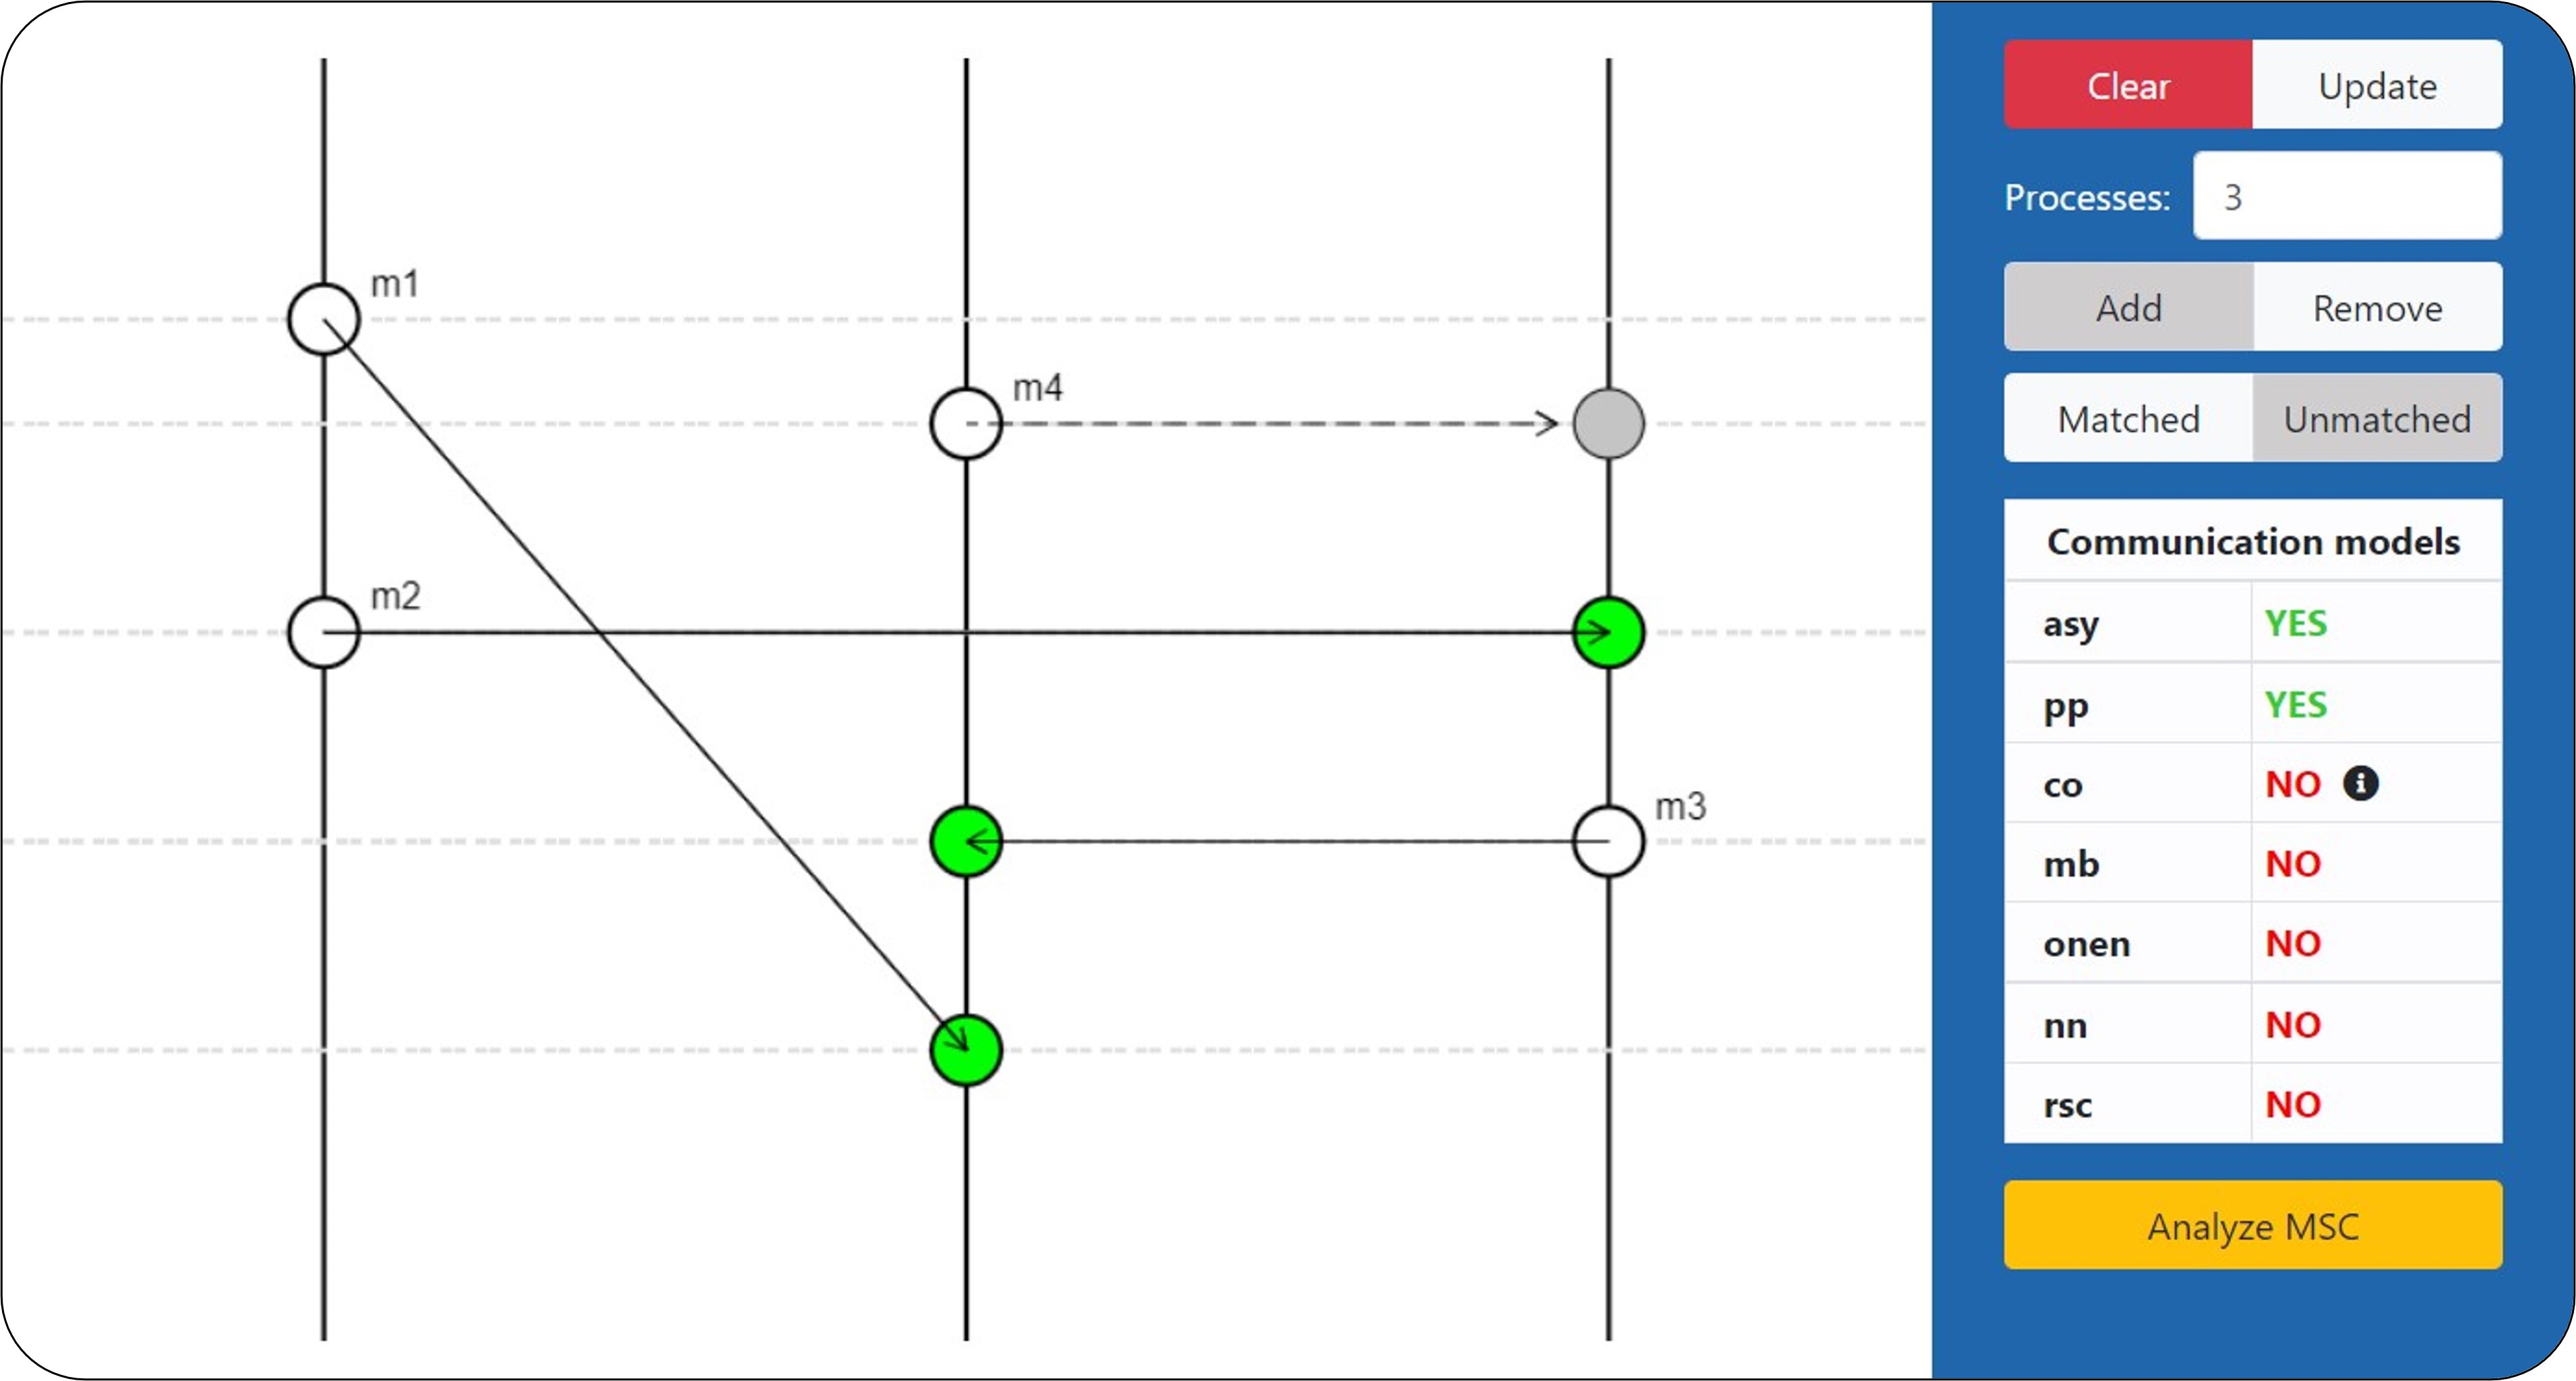 m1
m4
m2
m3
Clear Update
Processes: 3
Add Remove
Matched Unmatched
Communication models
asy YES
pp YES
co NO
mb NO
onen NO
nn NO
rsc NO
Analyze MSC